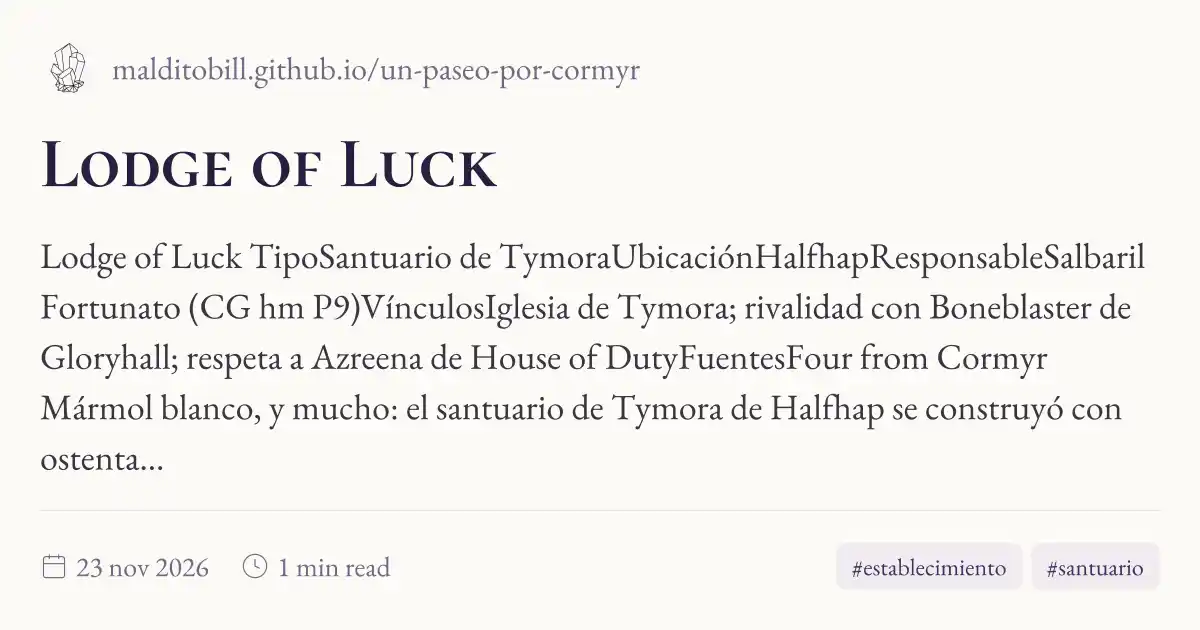 malditobill.github.io/un-paseo-por-cormyr
Lodge of Luck
Lodge of Luck TipoSantuario de TymoraUbicaciónHalfhapResponsableSalbaril
Fortunato (CG hm P9)VínculosIglesia de Tymora; rivalidad con Boneblaster de
Gloryhall; respeta a Azreena de House of DutyFuentesFour from Cormyr
Mármol blanco, y mucho: el santuario de Tymora de Halfhap se construyó con
ostenta...
23 nov 2026 1 min read #establecimiento #santuario